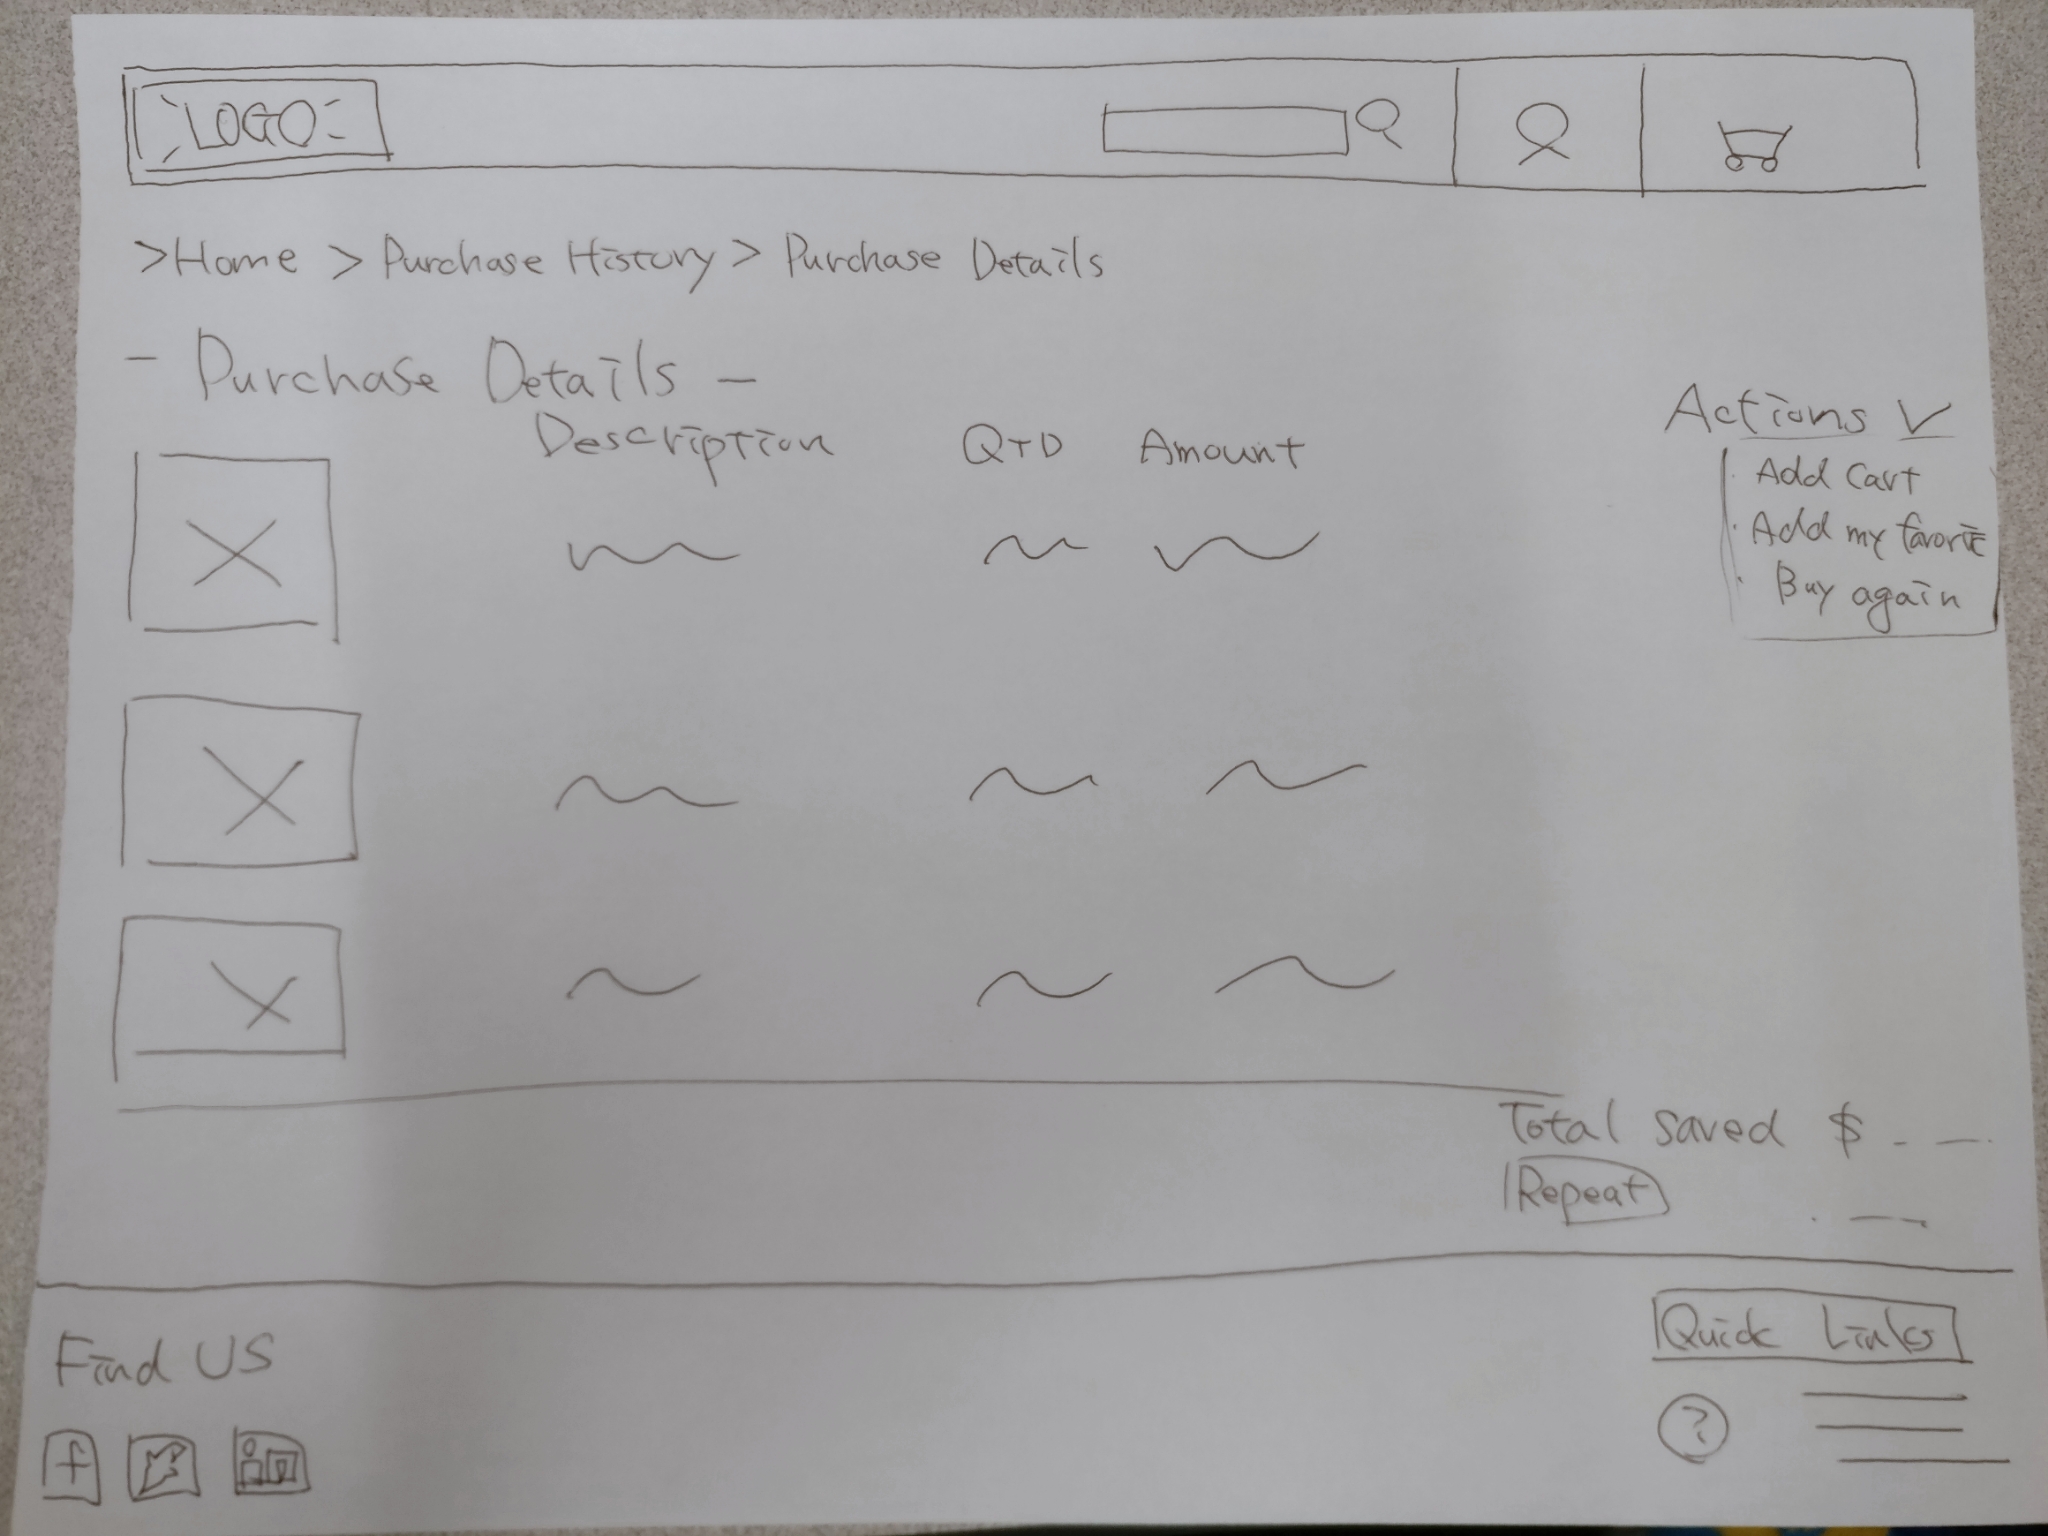 LOGO
>Home > Purchase History > Purchase Details
- Purchase Details -
Description QTD Amount
Actions
Add Cart
Add my favorite
Buy again
Total saved $ - —
Repeat
Find US
Quick Links
f
in
?